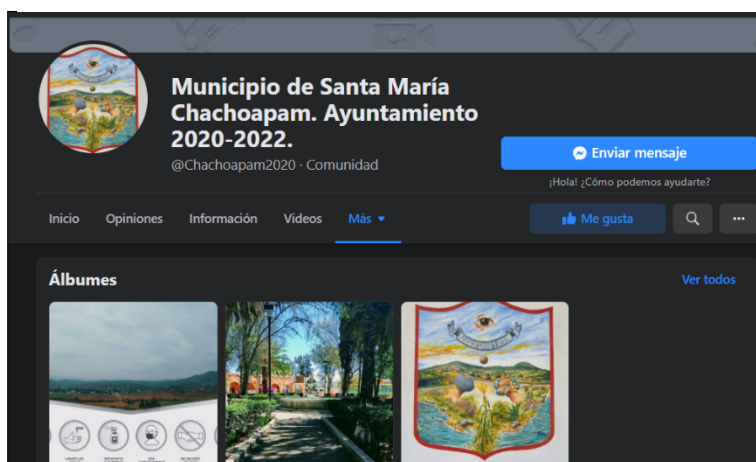 Municipio de Santa María
Chachoapam. Ayuntamiento
2020-2022.
@Chachoapam2020 · Comunidad
Enviar mensaje
¡Hola! ¿Cómo podemos ayudarte?
Inicio
Opiniones
Información
Videos
Más
Me gusta
Álbumes
Ver todos